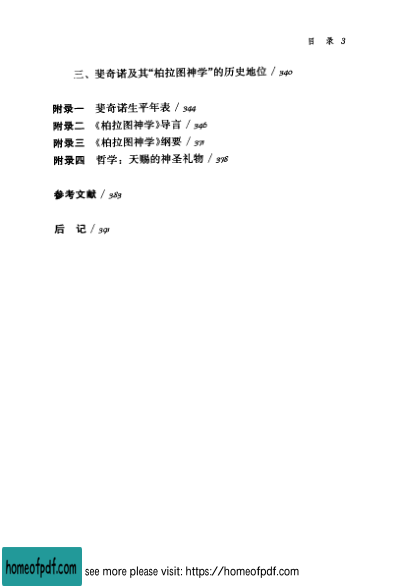 目 录 3
三、斐奇诺及其“柏拉图神学”的历史地位 / 340
附录一 斐奇诺生平年表 / 344
附录二 《柏拉图神学》导言 / 346
附录三 《柏拉图神学》纲要 / 371
附录四 哲学：天赐的神圣礼物 / 378
参考文献 / 383
后 记 / 391
homeofpdf.com
see more please visit: https://homeofpdf.com